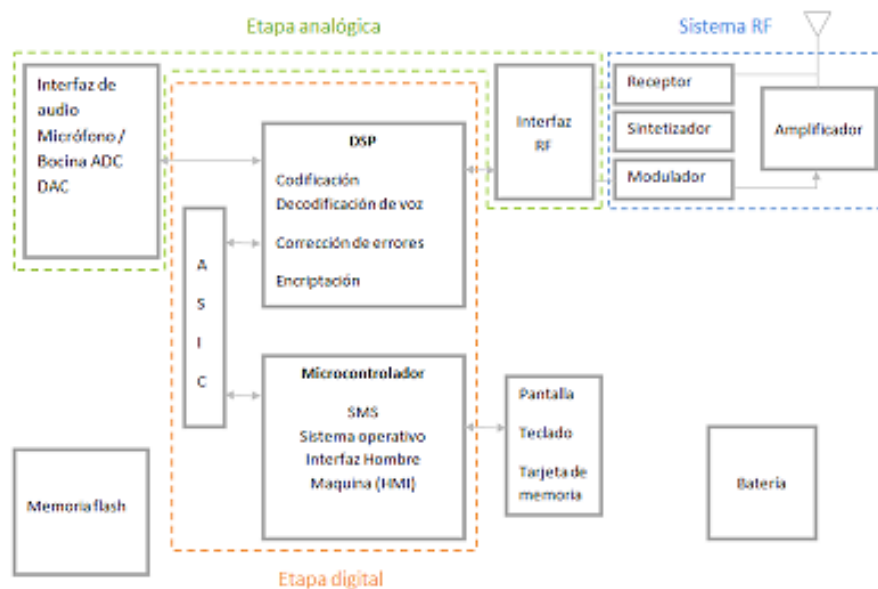 Etapa analógica
Sistema RF
Interfaz de
audio
Micrófono /
Bocina ADC
DAC
DSP
Codificación
Decodificación de voz
Corrección de errores
Encriptación
Interfaz
RF
Receptor
Sintetizador
Modulador
Amplificador
A
S
I
C
Microcontrolador
SMS
Sistema operativo
Interfaz Hombre
Maquina (HMI)
Pantalla
Teclado
Tarjeta de
memoria
Memoria flash
Batería
Etapa digital